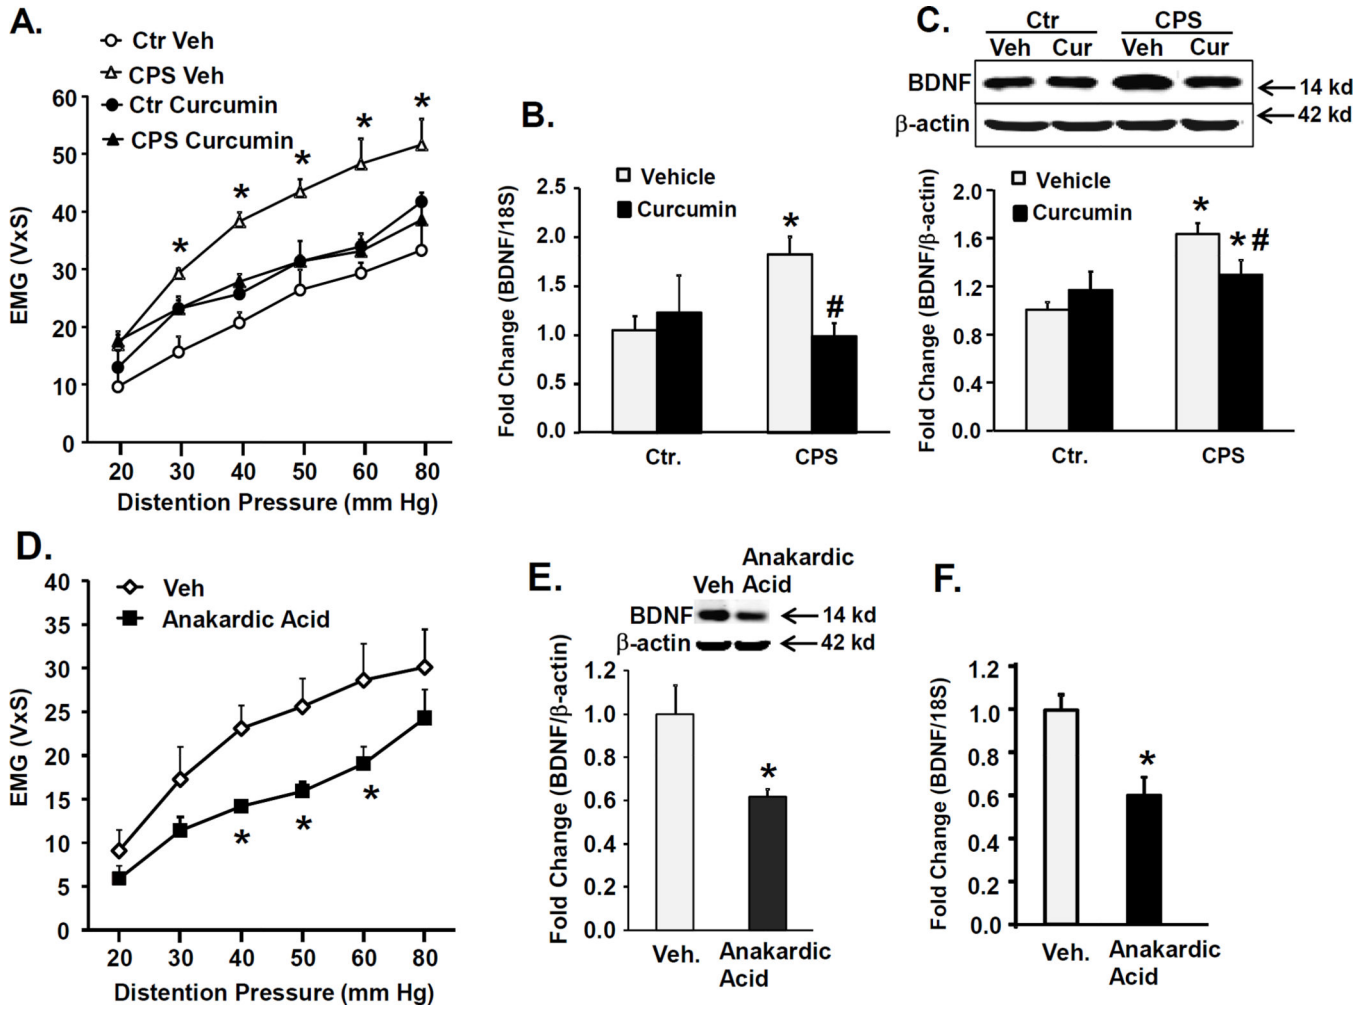 A.
Ctr Veh
CPS Veh
Ctr Curcumin
CPS Curcumin
EMG (VxS)
60
50
40
30
20
10
0
* * * * * *
20 30 40 50 60 80
Distention Pressure (mm Hg)
B.
Vehicle
Curcumin
Fold Change (BDNF/18S)
2.5
2.0
1.5
1.0
0.5
0.0
*
#
Ctr. CPS
C.
Ctr CPS
Veh Cur Veh Cur
BDNF 14 kd
β-actin 42 kd
Vehicle
Curcumin
Fold Change (BDNF/β-actin)
2.0
1.6
1.2
0.8
0.4
0.0
*
* #
Ctr. CPS
D.
Veh
Anakardic Acid
EMG (VxS)
40
35
30
25
20
15
10
5
0
* * *
20 30 40 50 60 80
Distention Pressure (mm Hg)
E.
Anakardic
Veh Acid
BDNF 14 kd
β-actin 42 kd
Fold Change (BDNF/β-actin)
1.2
1.0
0.8
0.6
0.4
0.2
0.0
*
Veh. Anakardic
Acid
F.
Fold Change (BDNF/18S)
1.2
1.0
0.8
0.6
0.4
0.2
0.0
*
Veh. Anakardic
Acid